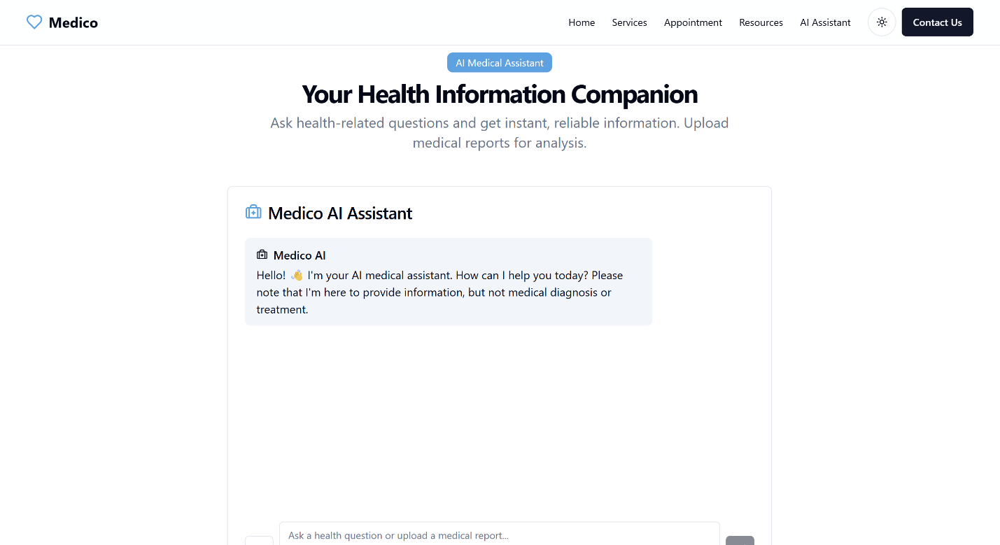 Medico
Home Services Appointment Resources AI Assistant Contact Us
AI Medical Assistant
Your Health Information Companion
Ask health-related questions and get instant, reliable information. Upload
medical reports for analysis.
Medico AI Assistant
Medico AI
Hello! 👋 I'm your AI medical assistant. How can I help you today? Please
note that I'm here to provide information, but not medical diagnosis or
treatment.
Ask a health question or upload a medical report...